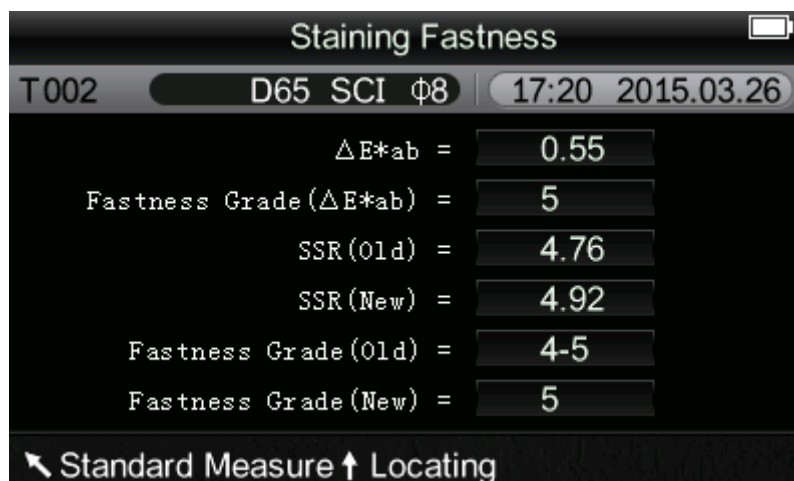 Staining Fastness
T002 D65 SCI Φ8 17:20 2015.03.26
△E*ab = 0.55
Fastness Grade(△E*ab) = 5
SSR(Old) = 4.76
SSR(New) = 4.92
Fastness Grade(Old) = 4-5
Fastness Grade(New) = 5
Standard Measure Locating